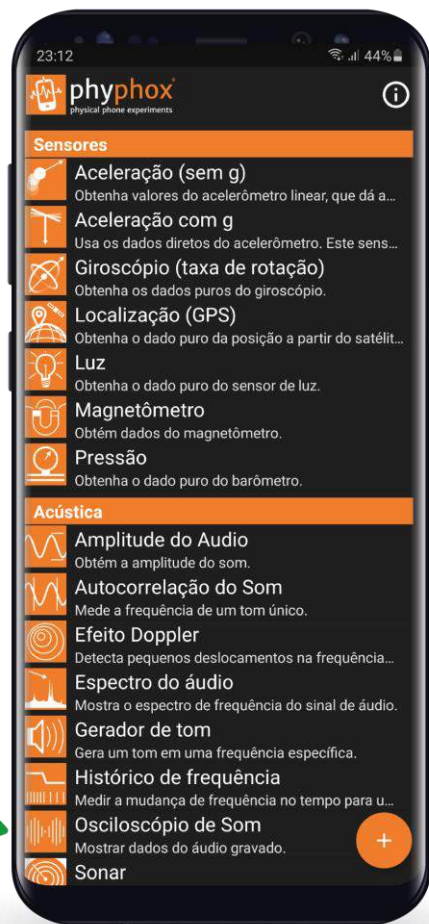 23:12
44%
phyphox
physical phone experiments
Sensores
Aceleração (sem g)
Obtenha valores do acelerômetro linear, que dá a...
Aceleração com g
Usa os dados diretos do acelerômetro. Este sens...
Giroscópio (taxa de rotação)
Obtenha os dados puros do giroscópio.
Localização (GPS)
Obtenha o dado puro da posição a partir do satélit...
Luz
Obtenha o dado puro do sensor de luz.
Magnetômetro
Obtém dados do magnetômetro.
Pressão
Obtenha o dado puro do barômetro.
Acústica
Amplitude do Audio
Obtém a amplitude do som.
Autocorrelação do Som
Mede a frequência de um tom único.
Efeito Doppler
Detecta pequenos deslocamentos na frequência...
Espectro do áudio
Mostra o espectro de frequência do sinal de áudio.
Gerador de tom
Gera um tom em uma frequência específica.
Histórico de frequência
Medir a mudança de frequência no tempo para u...
Osciloscópio de Som
Mostrar dados do áudio gravado.
Sonar